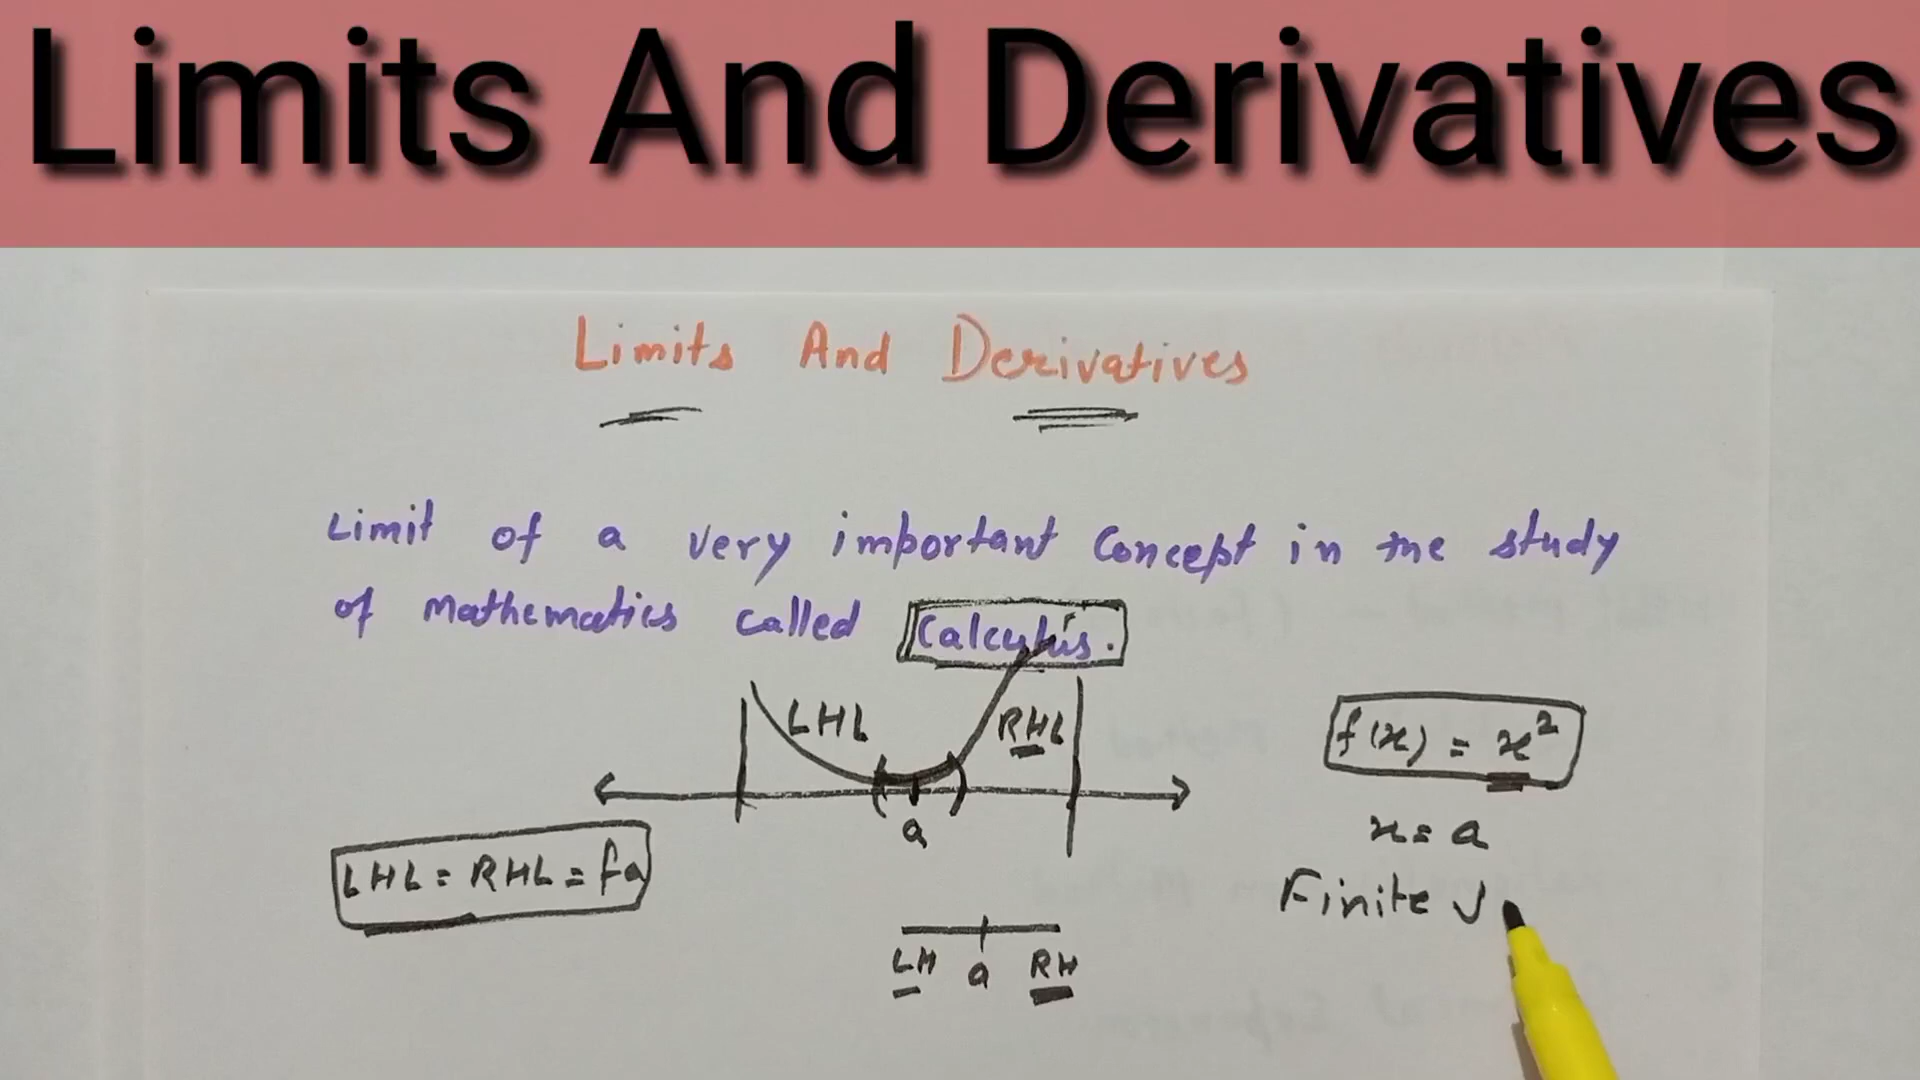 Limits And Derivatives
Limits And Derivatives
Limit of a very important Concept in the study
of mathematics called Calculus.
LHL
RHL
f(x) = x²
a
x = a
LHL = RHL = fa
Finite
LH a RH